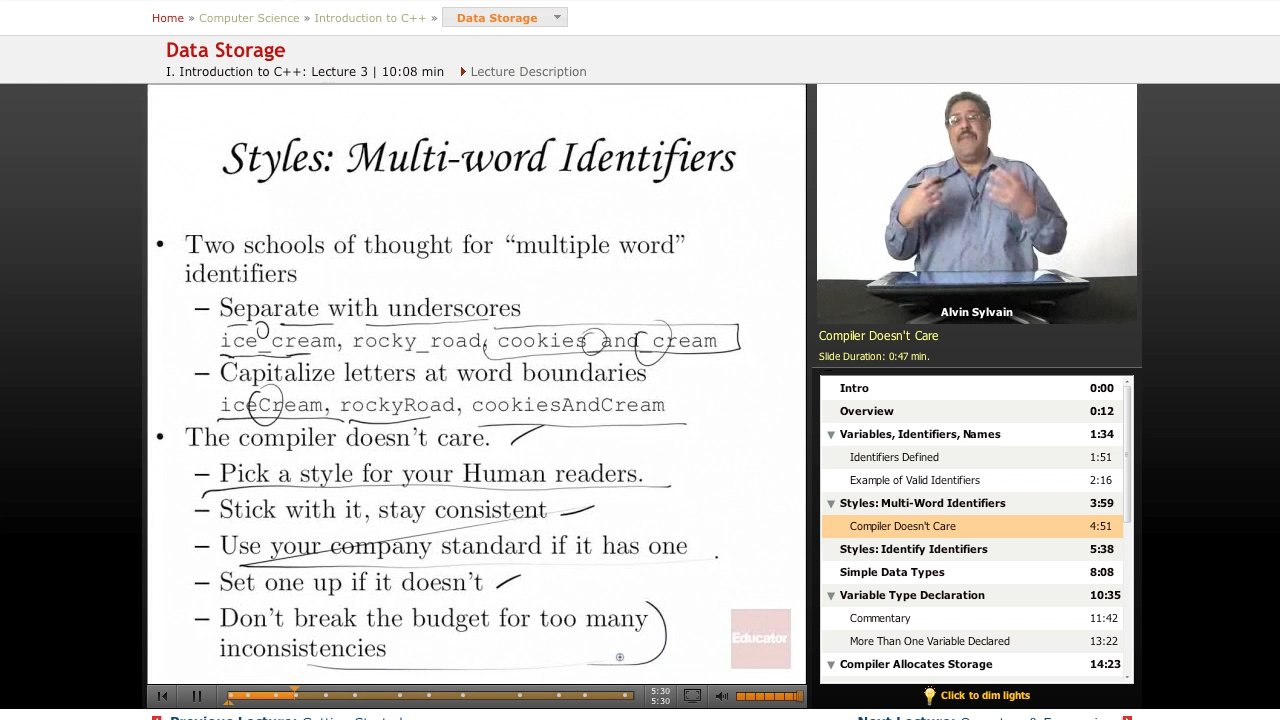 Home » Computer Science » Introduction to C++ » Data Storage
Data Storage
I. Introduction to C++: Lecture 3 | 10:08 min Lecture Description
Styles: Multi-word Identifiers
• Two schools of thought for “multiple word”
identifiers
– Separate with underscores
ice_cream, rocky_road, cookies_and_cream
– Capitalize letters at word boundaries
iceCream, rockyRoad, cookiesAndCream
• The compiler doesn't care.
– Pick a style for your Human readers.
– Stick with it, stay consistent
– Use your company standard if it has one
– Set one up if it doesn't
– Don't break the budget for too many
inconsistencies
Educator
5:30
5:30
Alvin Sylvain
Compiler Doesn't Care
Slide Duration: 0:47 min.
Intro 0:00
Overview 0:12
Variables, Identifiers, Names 1:34
Identifiers Defined 1:51
Example of Valid Identifiers 2:16
Styles: Multi-Word Identifiers 3:59
Compiler Doesn't Care 4:51
Styles: Identify Identifiers 5:38
Simple Data Types 8:08
Variable Type Declaration 10:35
Commentary 11:42
More Than One Variable Declared 13:22
Compiler Allocates Storage 14:23
Click to dim lights
Previous Lecture: Getting Started